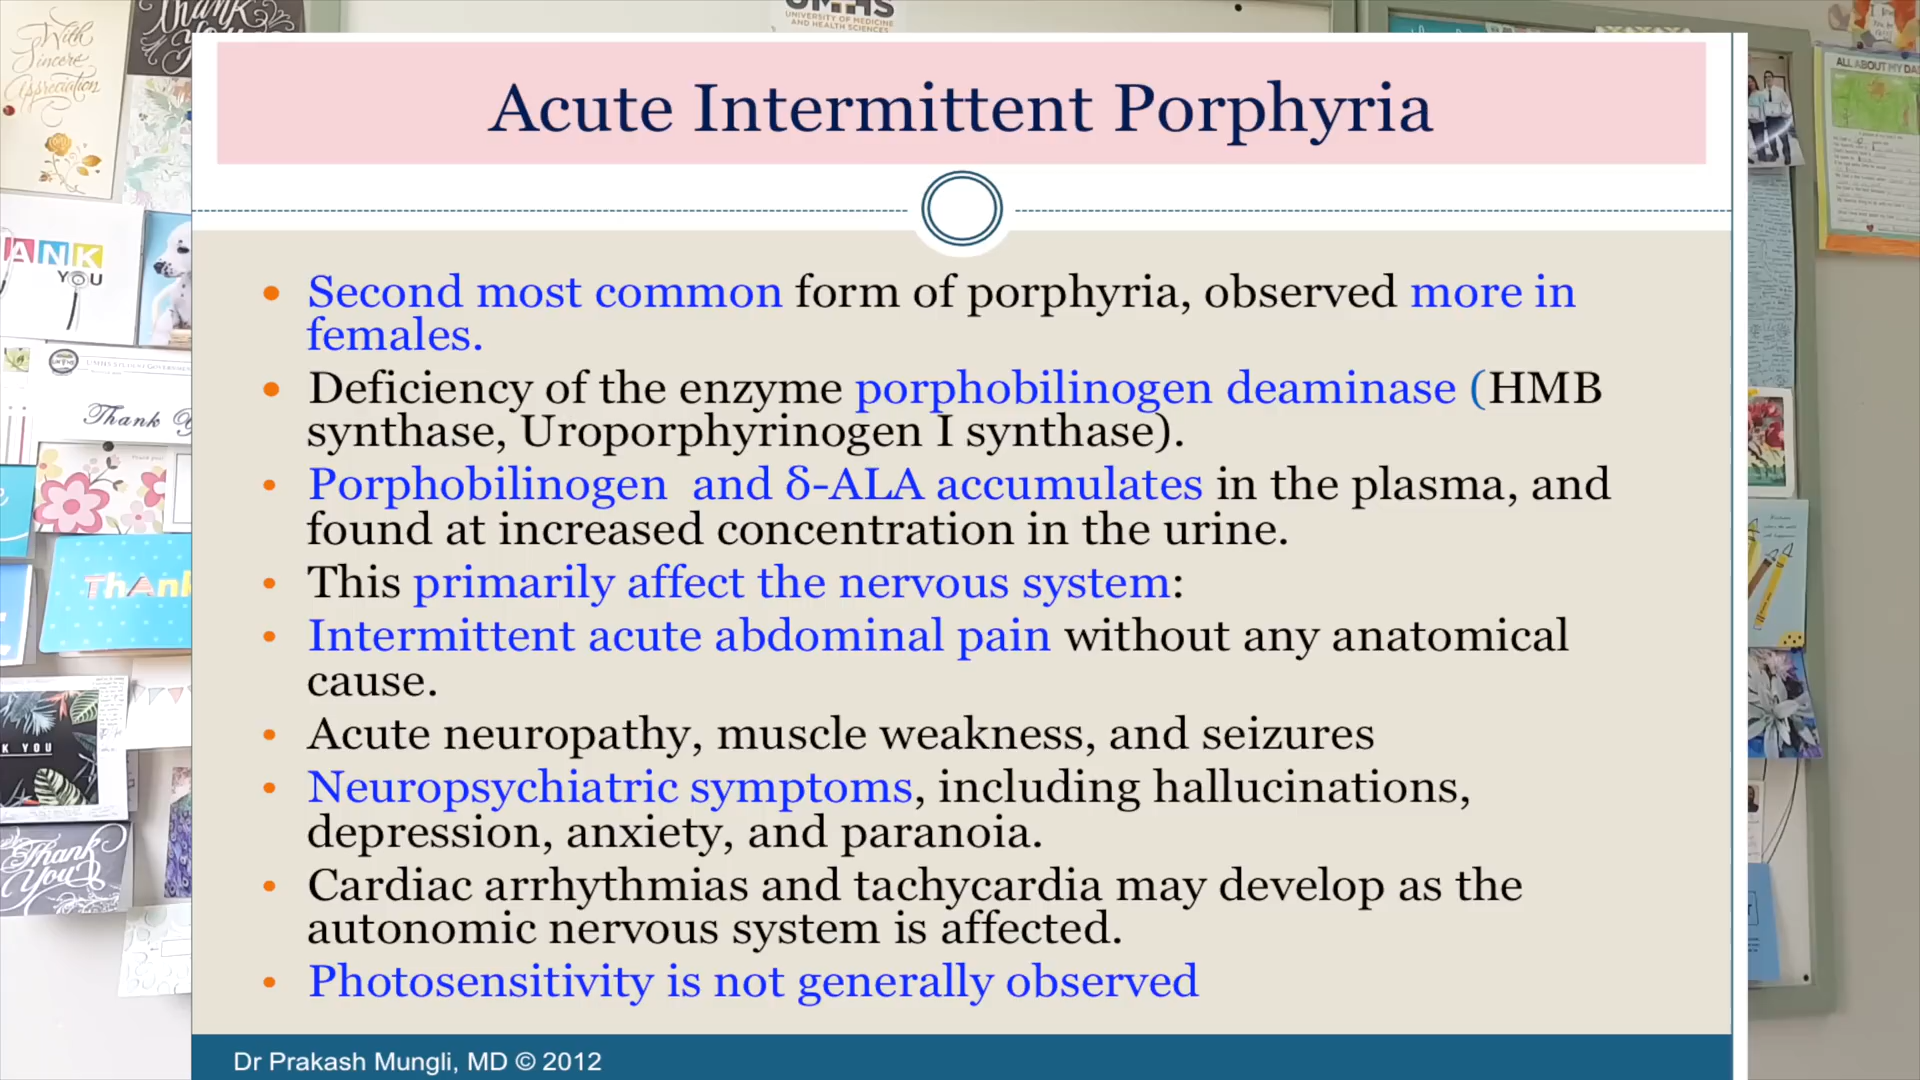 UMHS
UNIVERSITY OF MEDICINE
AND HEALTH SCIENCES
Thank
With
Sincere
Appreciation
ALL ABOUT MY DA
Acute Intermittent Porphyria
ANK
YOU
• Second most common form of porphyria, observed more in
females.
• Deficiency of the enzyme porphobilinogen deaminase (HMB
synthase, Uroporphyrinogen I synthase).
Thank
• Porphobilinogen and δ-ALA accumulates in the plasma, and
found at increased concentration in the urine.
Thank
• This primarily affect the nervous system:
• Intermittent acute abdominal pain without any anatomical
cause.
• Acute neuropathy, muscle weakness, and seizures
K YOU
• Neuropsychiatric symptoms, including hallucinations,
depression, anxiety, and paranoia.
Thank
You
• Cardiac arrhythmias and tachycardia may develop as the
autonomic nervous system is affected.
• Photosensitivity is not generally observed
Dr Prakash Mungli, MD © 2012